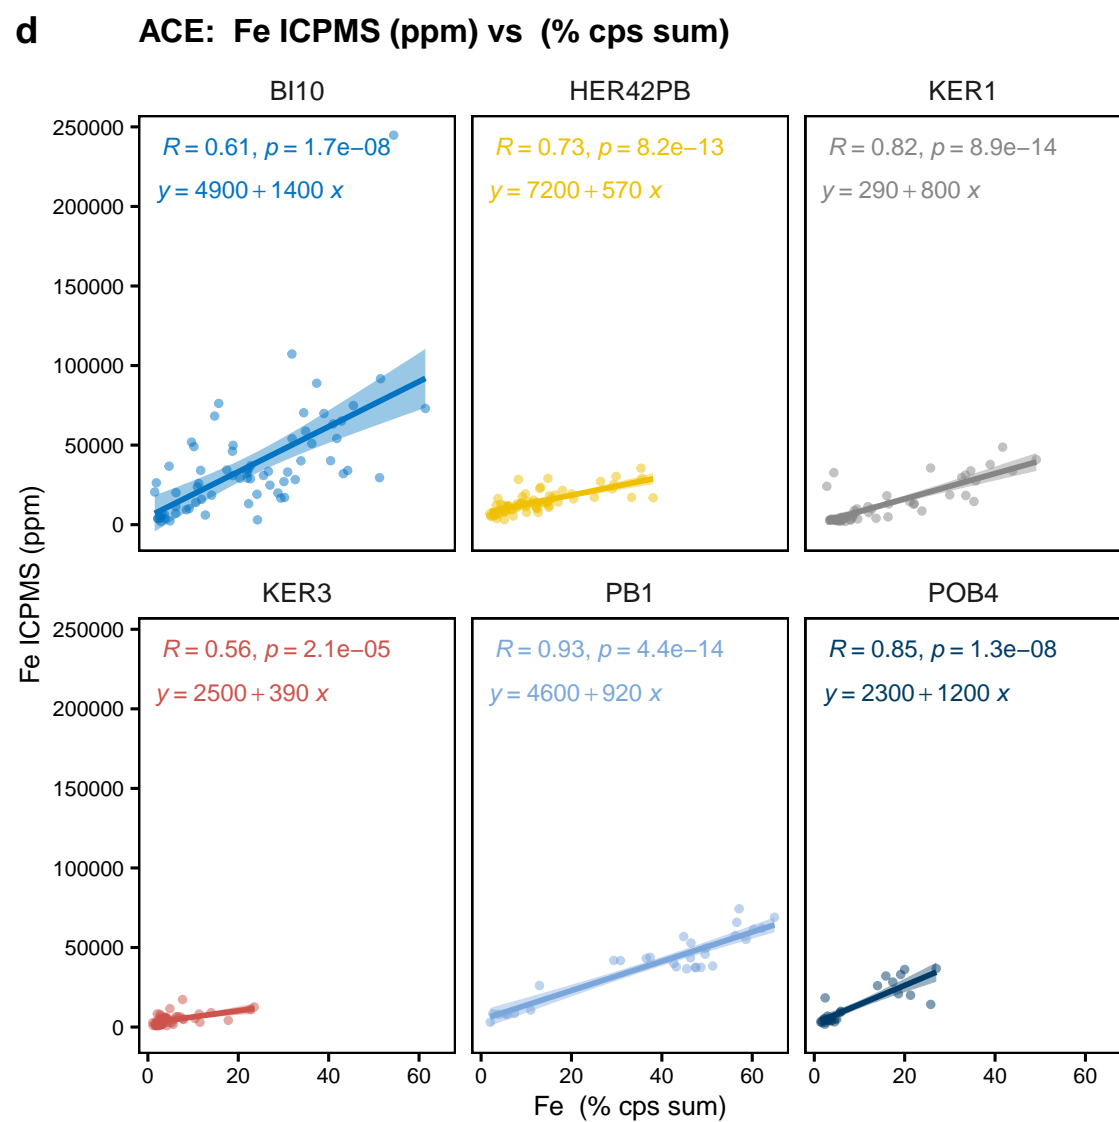 d ACE: Fe ICPMS (ppm) vs (% cps sum)
BI10 HER42PB KER1
250000
R = 0.61, p = 1.7e−08 R = 0.73, p = 8.2e−13 R = 0.82, p = 8.9e−14
y = 4900 + 1400 x y = 7200 + 570 x y = 290 + 800 x
200000
150000
100000
50000
0
KER3 PB1 POB4
250000
R = 0.56, p = 2.1e−05 R = 0.93, p = 4.4e−14 R = 0.85, p = 1.3e−08
y = 2500 + 390 x y = 4600 + 920 x y = 2300 + 1200 x
200000
150000
100000
50000
0
0 20 40 60 0 20 40 60 0 20 40 60
Fe (% cps sum)
Fe ICPMS (ppm)